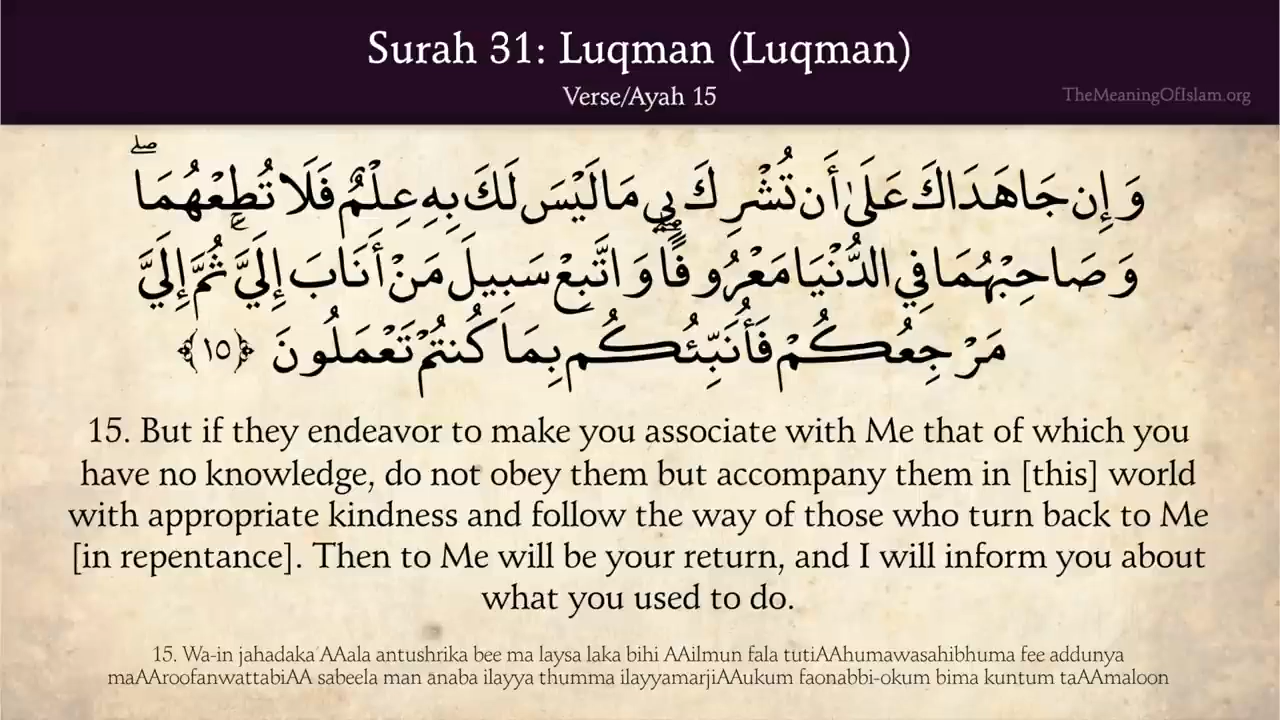 Surah 31: Luqman (Luqman)
Verse/Ayah 15
TheMeaningOfIslam.org
وَإِن جَاهَدَاكَ عَلَىٰ أَن تُشْرِكَ بِي مَا لَيْسَ لَكَ بِهِ عِلْمٌ فَلَا تُطِعْهُمَا ۖ
وَصَاحِبْهُمَا فِي الدُّنْيَا مَعْرُوفًا ۖ وَاتَّبِعْ سَبِيلَ مَنْ أَنَابَ إِلَيَّ ۚ ثُمَّ إِلَيَّ
مَرْجِعُكُمْ فَأُنَبِّئُكُم بِمَا كُنتُمْ تَعْمَلُونَ ﴿١٥﴾
15. But if they endeavor to make you associate with Me that of which you
have no knowledge, do not obey them but accompany them in [this] world
with appropriate kindness and follow the way of those who turn back to Me
[in repentance]. Then to Me will be your return, and I will inform you about
what you used to do.
15. Wa-in jahadaka AAala antushrika bee ma laysa laka bihi AAilmun fala tutiAAhumawasahibhuma fee addunya
maAAroofanwattabiAA sabeela man anaba ilayya thumma ilayyamarjiAAukum faonabbi-okum bima kuntum taAAmaloon